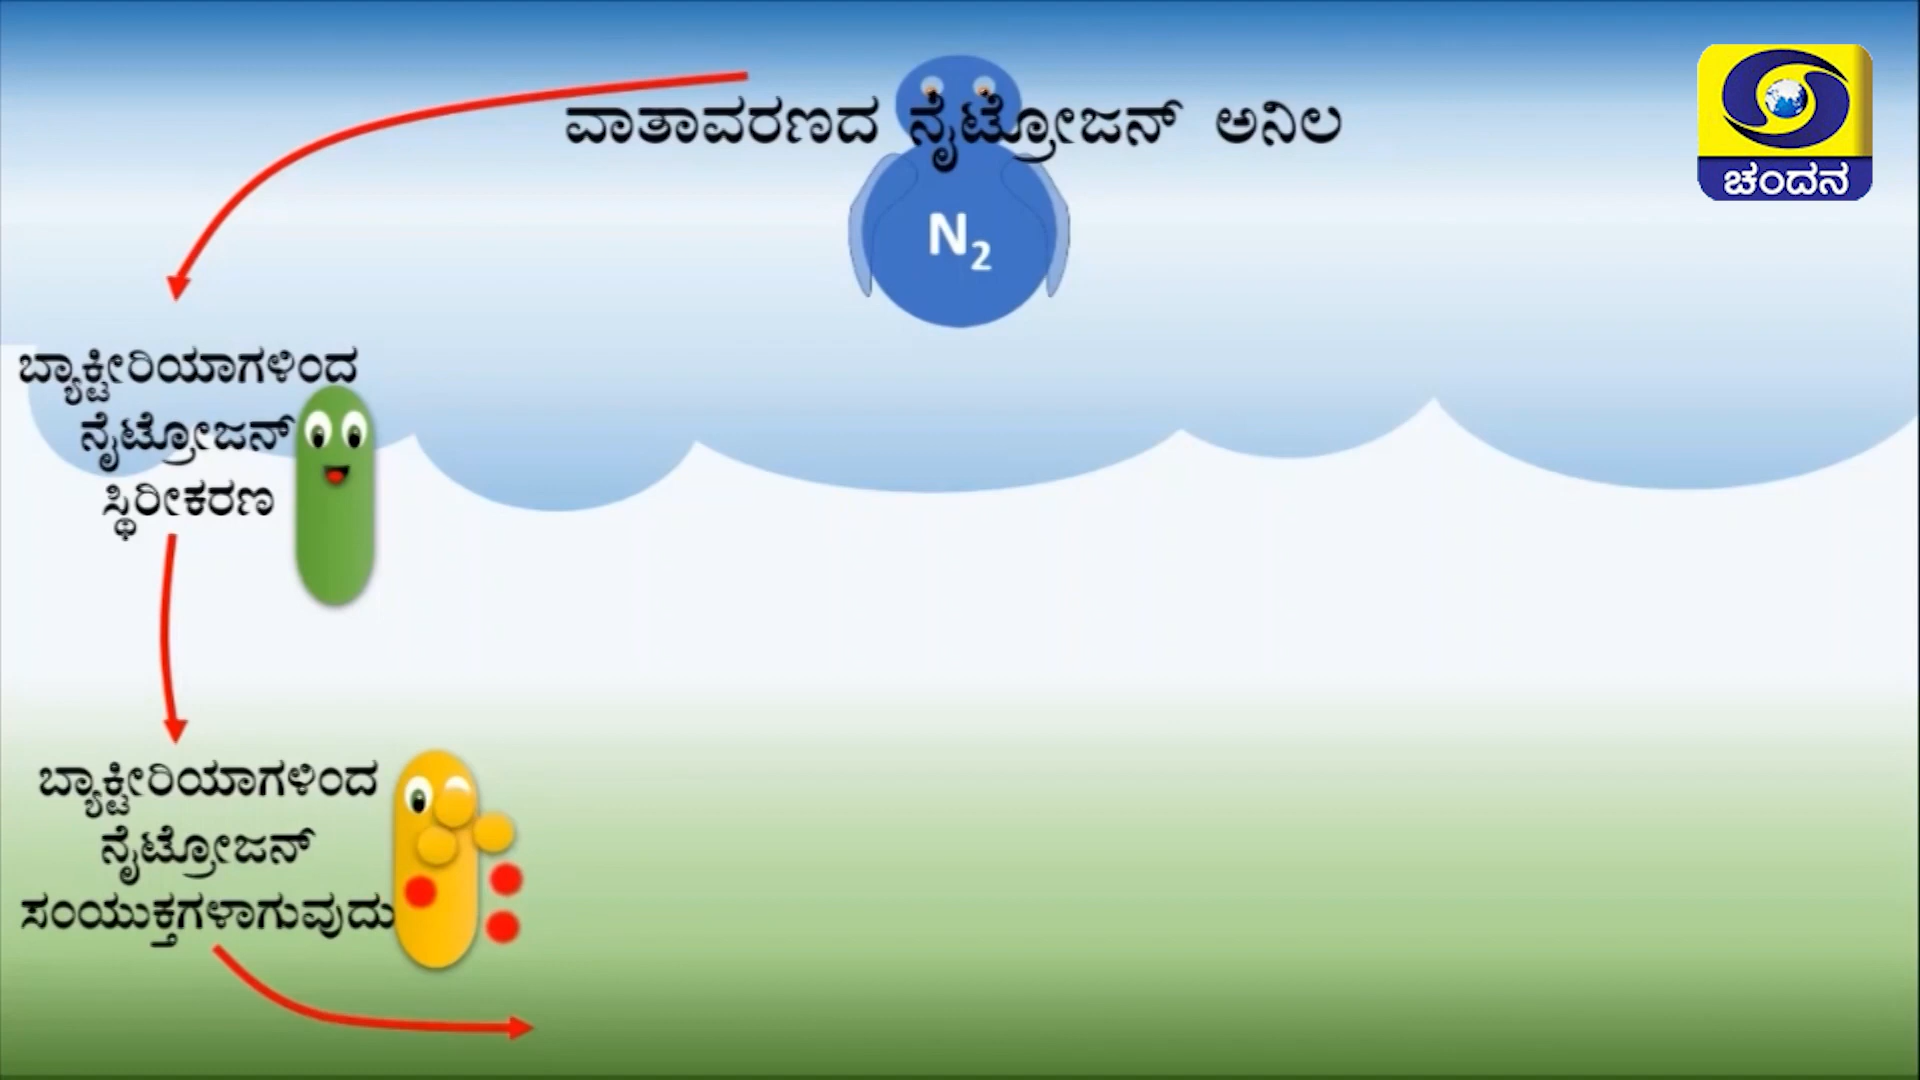 ವಾತಾವರಣದ ನೈಟ್ರೋಜನ್ ಅನಿಲ
N₂
ಚಂದನ
ಬ್ಯಾಕ್ಟೀರಿಯಾಗಳಿಂದ
ನೈಟ್ರೋಜನ್
ಸ್ಥಿರೀಕರಣ
ಬ್ಯಾಕ್ಟೀರಿಯಾಗಳಿಂದ
ನೈಟ್ರೋಜನ್
ಸಂಯುಕ್ತಗಳಾಗುವುದು